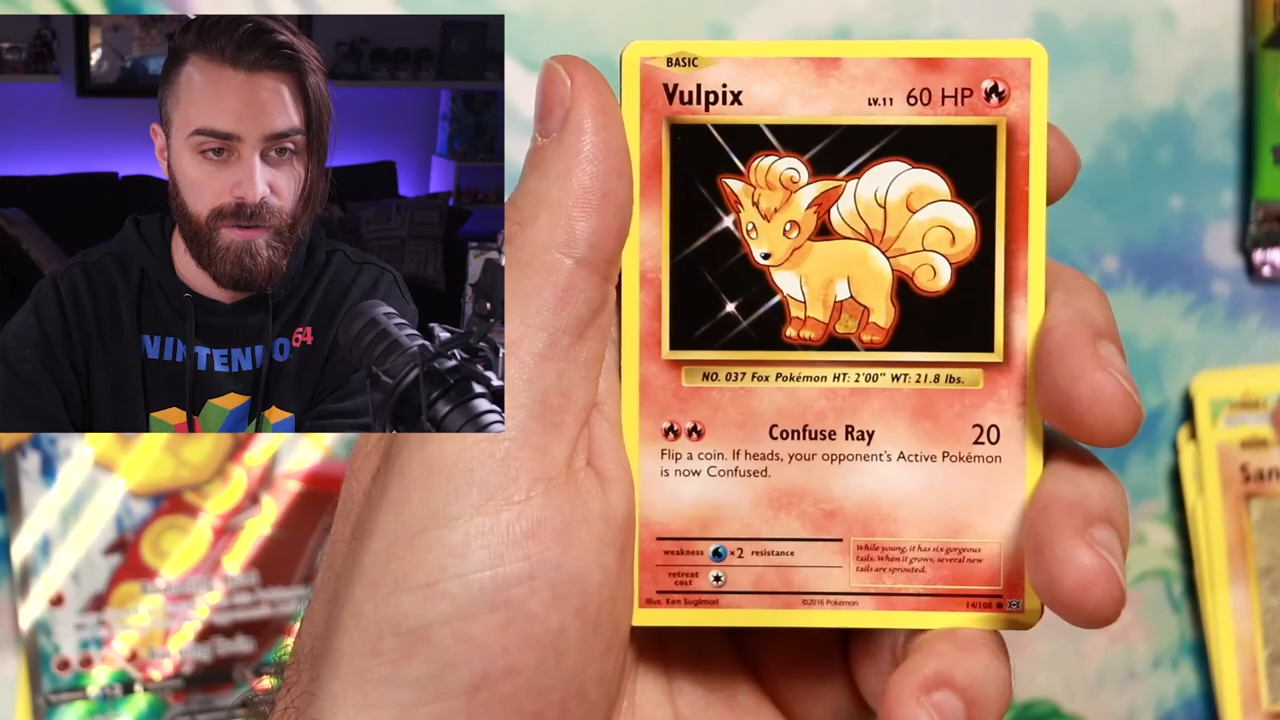 NINTENDO 64
BASIC
Vulpix LV.11 60 HP
NO. 037 Fox Pokémon HT: 2'00" WT: 21.8 lbs.
Confuse Ray 20
Flip a coin. If heads, your opponent's Active Pokémon
is now Confused.
weakness ×2 resistance
retreat
cost
While young, it has six gorgeous
tails. When it grows, several new
tails are sprouted.
Illus. Ken Sugimori ©2016 Pokémon 14/108
San